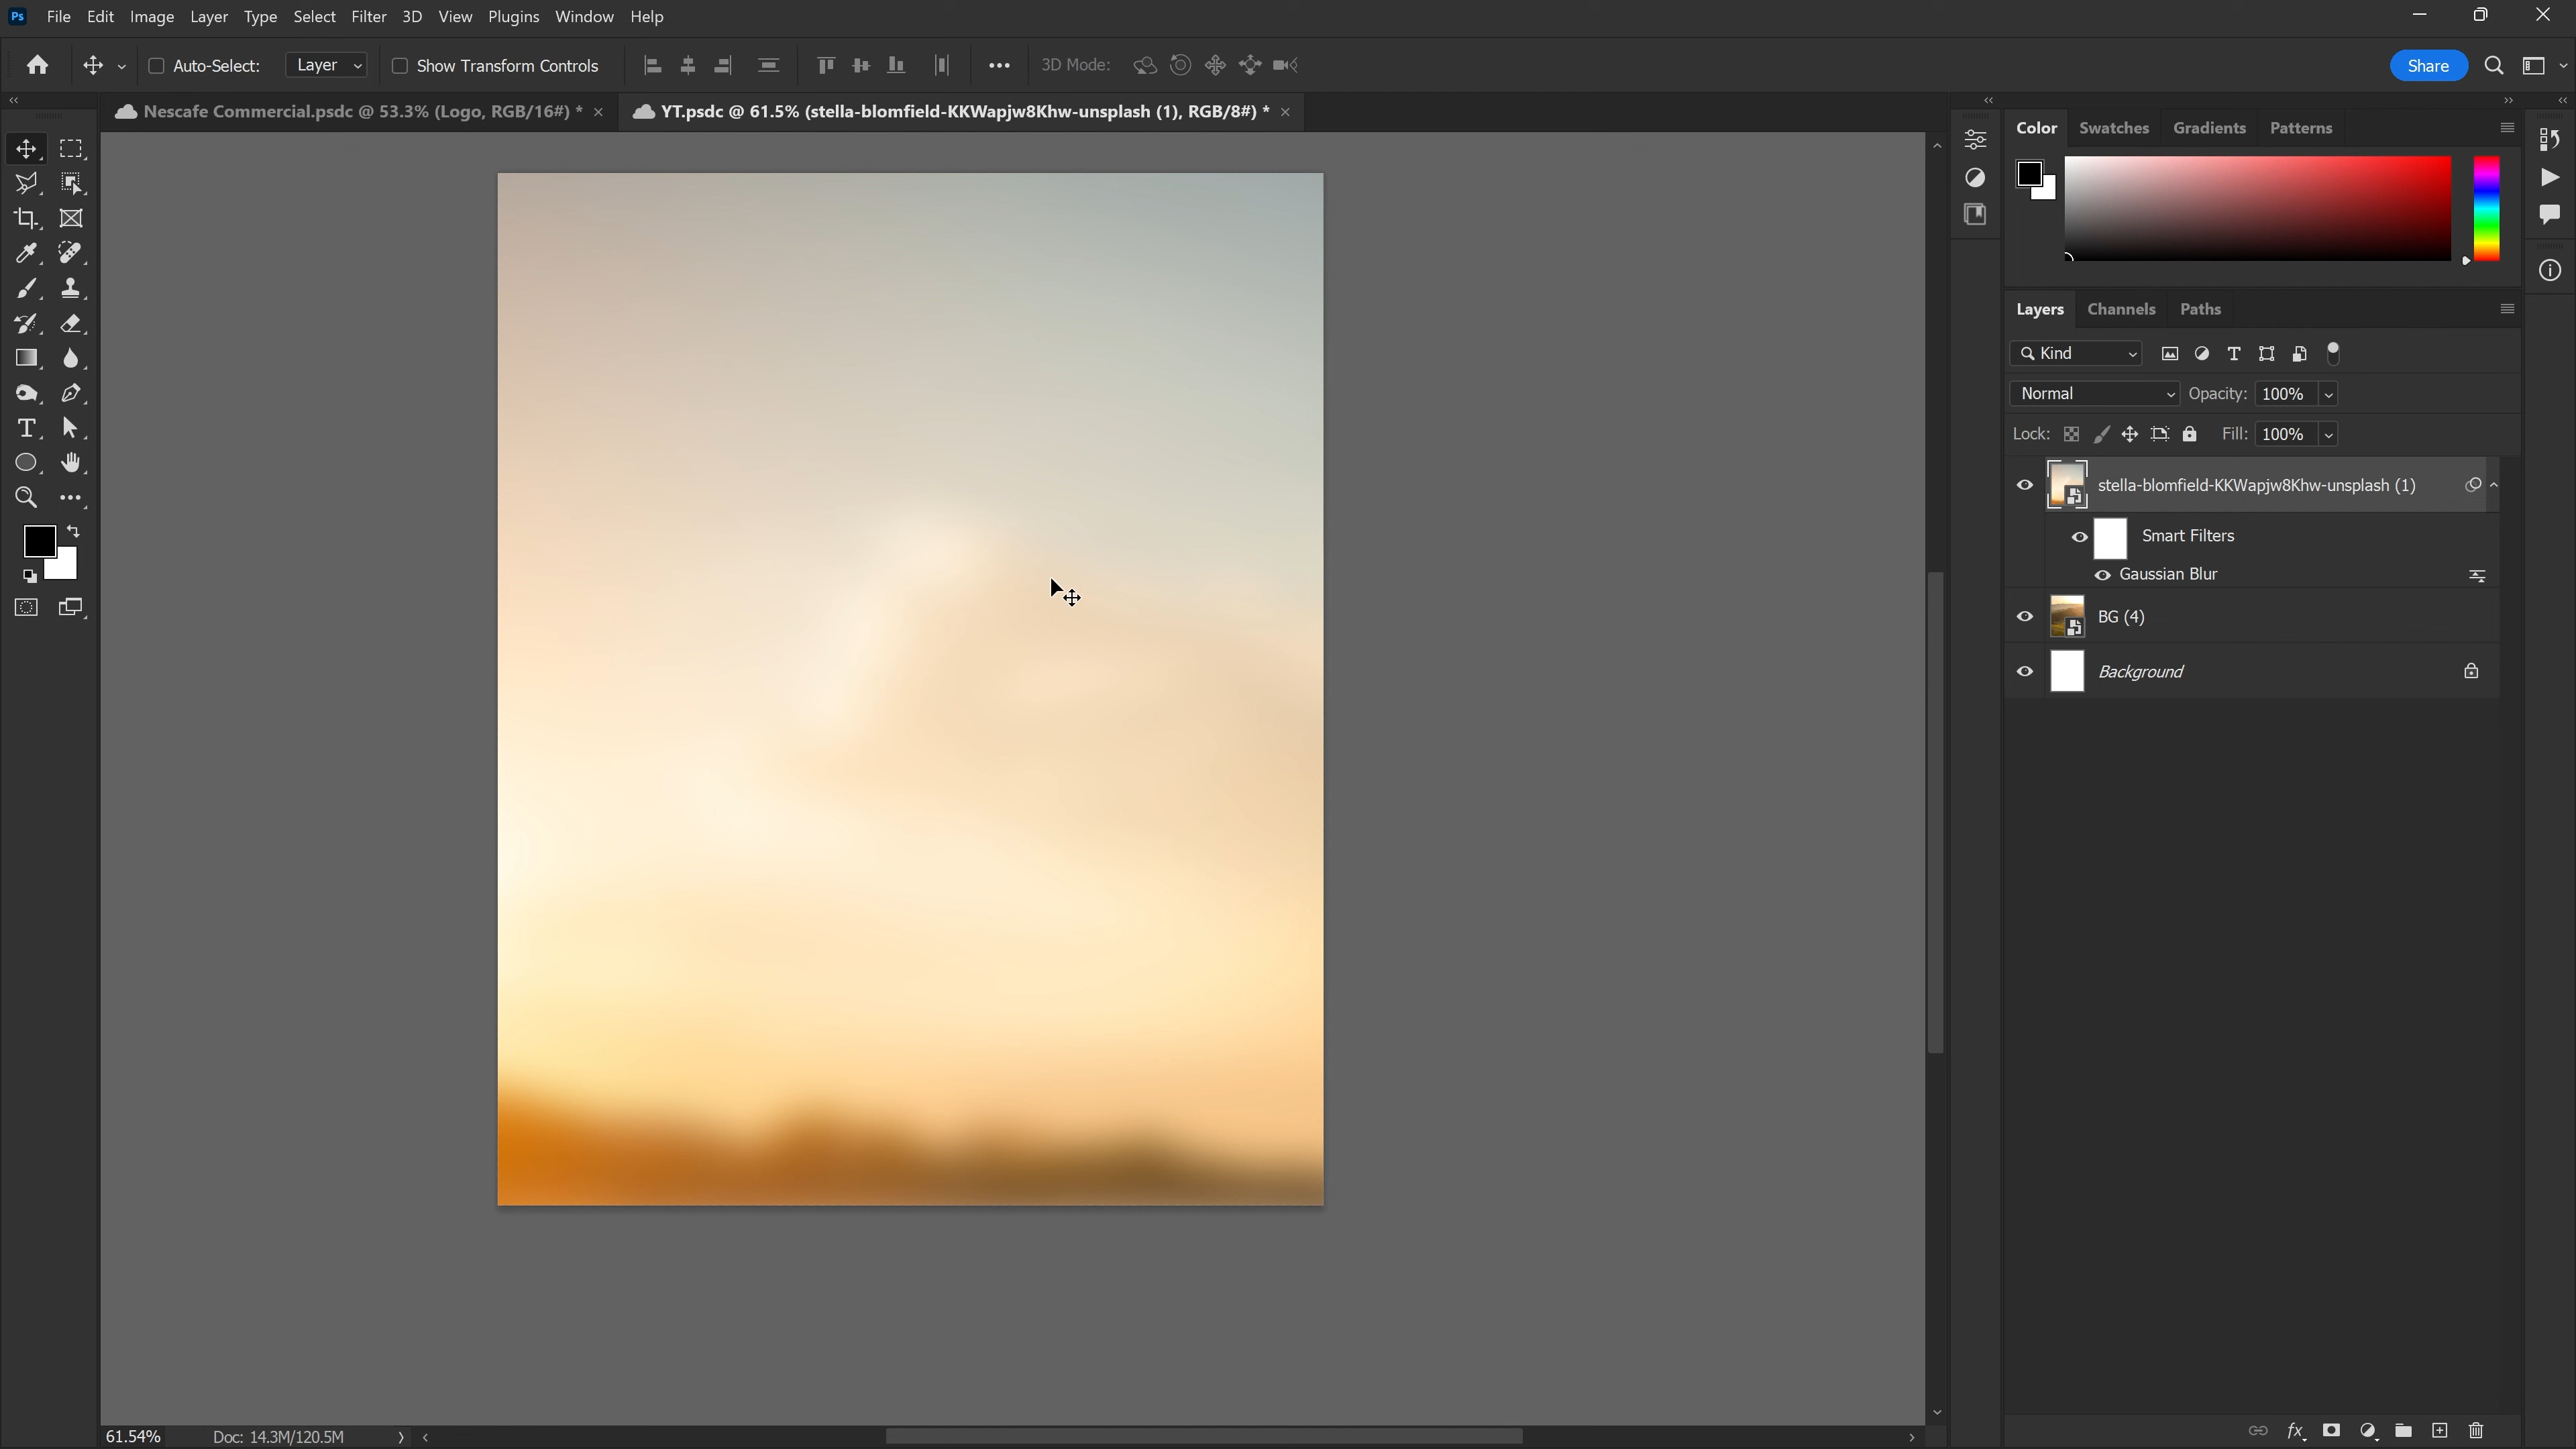 Ps File Edit Image Layer Type Select Filter 3D View Plugins Window Help
Auto-Select: Layer Show Transform Controls 3D Mode: Share
Nescafe Commercial.psdc @ 53.3% (Logo, RGB/16#) * YT.psdc @ 61.5% (stella-blomfield-KKWapjw8Khw-unsplash (1), RGB/8#) *
Color Swatches Gradients Patterns
Layers Channels Paths
Kind
Normal Opacity: 100%
Lock: Fill: 100%
stella-blomfield-KKWapjw8Khw-unsplash (1)
Smart Filters
Gaussian Blur
BG (4)
Background
61.54% Doc: 14.3M/120.5M